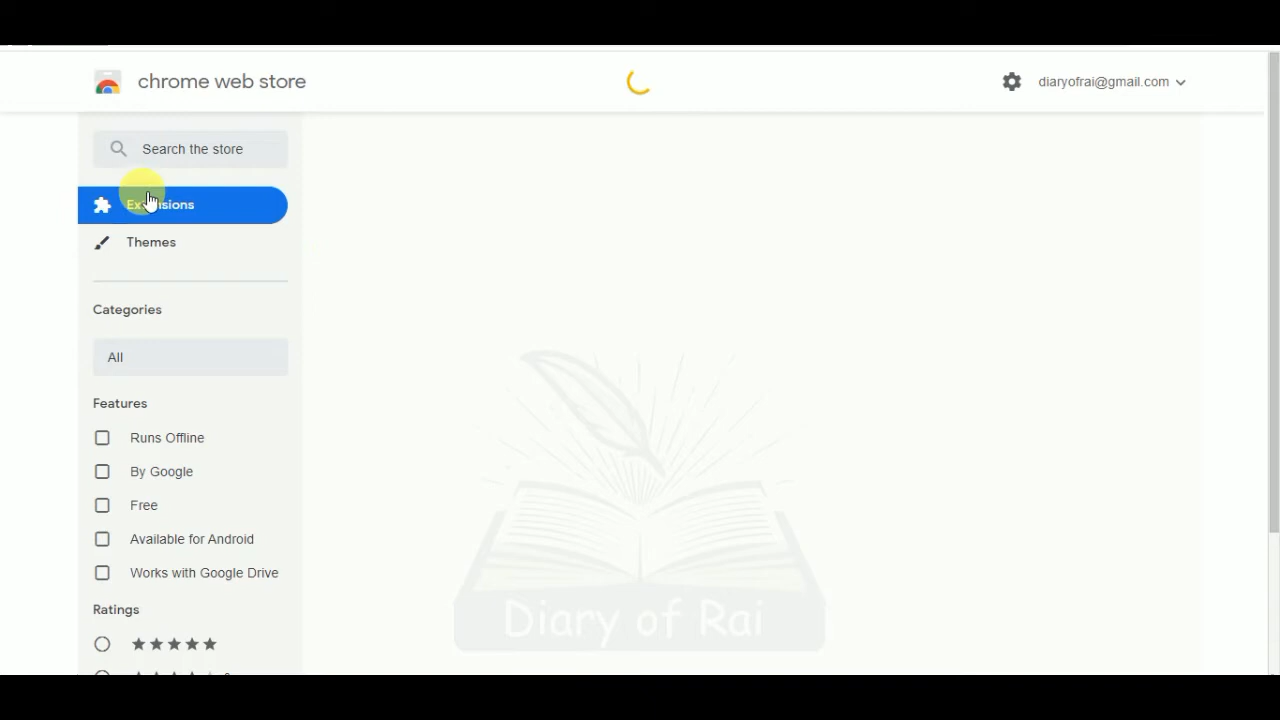 chrome web store
diaryofrai@gmail.com
Search the store
Extensions
Themes
Categories
All
Features
Runs Offline
By Google
Free
Available for Android
Works with Google Drive
Ratings
Diary of Rai